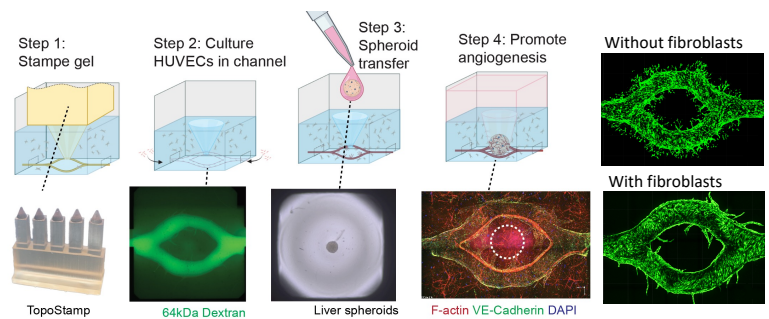 Step 1:
Stampe gel
Step 2: Culture
HUVECs in channel
Step 3:
Spheroid
transfer
Step 4: Promote
angiogenesis
Without fibroblasts
With fibroblasts
TopoStamp
64kDa Dextran
Liver spheroids
F-actin VE-Cadherin DAPI